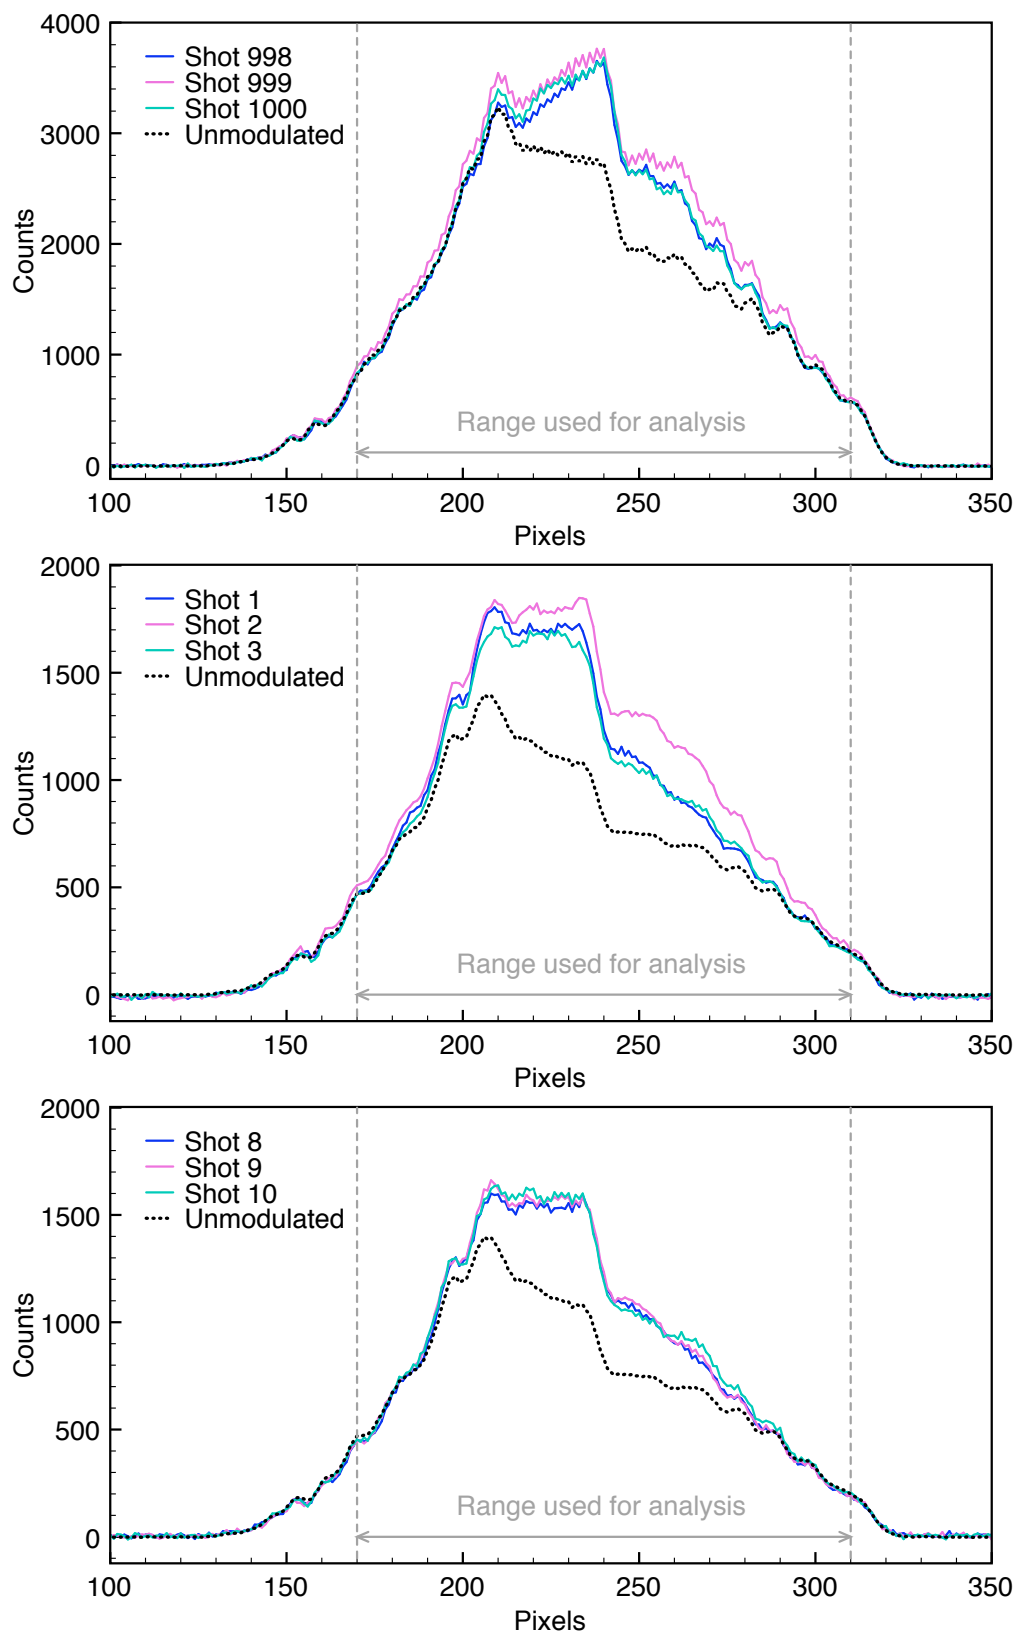 4000
Shot 998
Shot 999
Shot 1000
Unmodulated
3000
Counts
2000
1000
Range used for analysis
0
100 150 200 250 300 350
Pixels
2000
Shot 1
Shot 2
Shot 3
Unmodulated
1500
Counts
1000
500
Range used for analysis
0
100 150 200 250 300 350
Pixels
2000
Shot 8
Shot 9
Shot 10
Unmodulated
1500
Counts
1000
500
Range used for analysis
0
100 150 200 250 300 350
Pixels